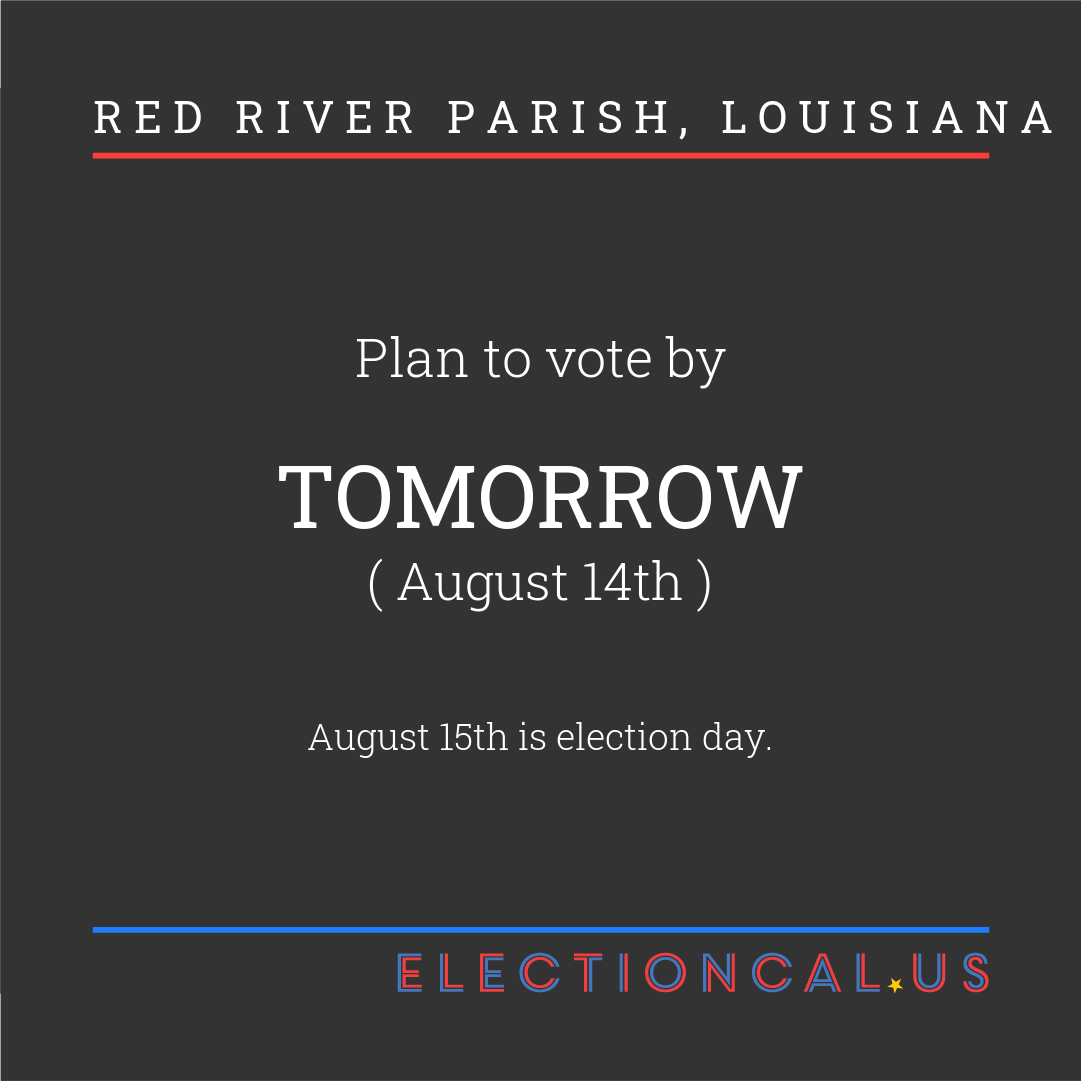 RED RIVER PARISH, LOUISIANA
Plan to vote by
TOMORROW
( August 14th )
August 15th is election day.
ELECTIONCAL.US